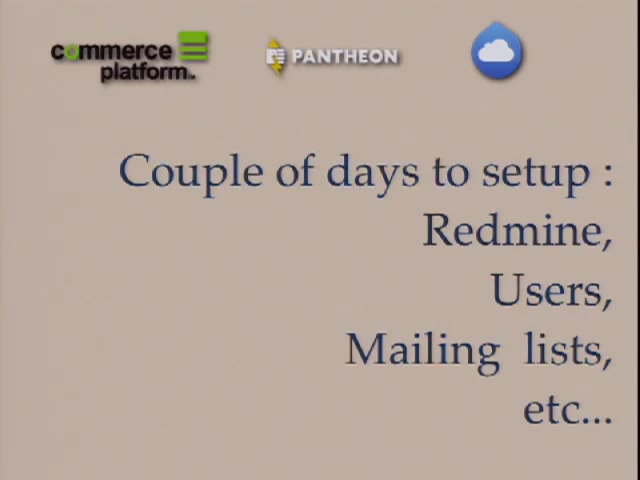 commerce
platform
PANTHEON
Couple of days to setup :
Redmine,
Users,
Mailing lists,
etc...